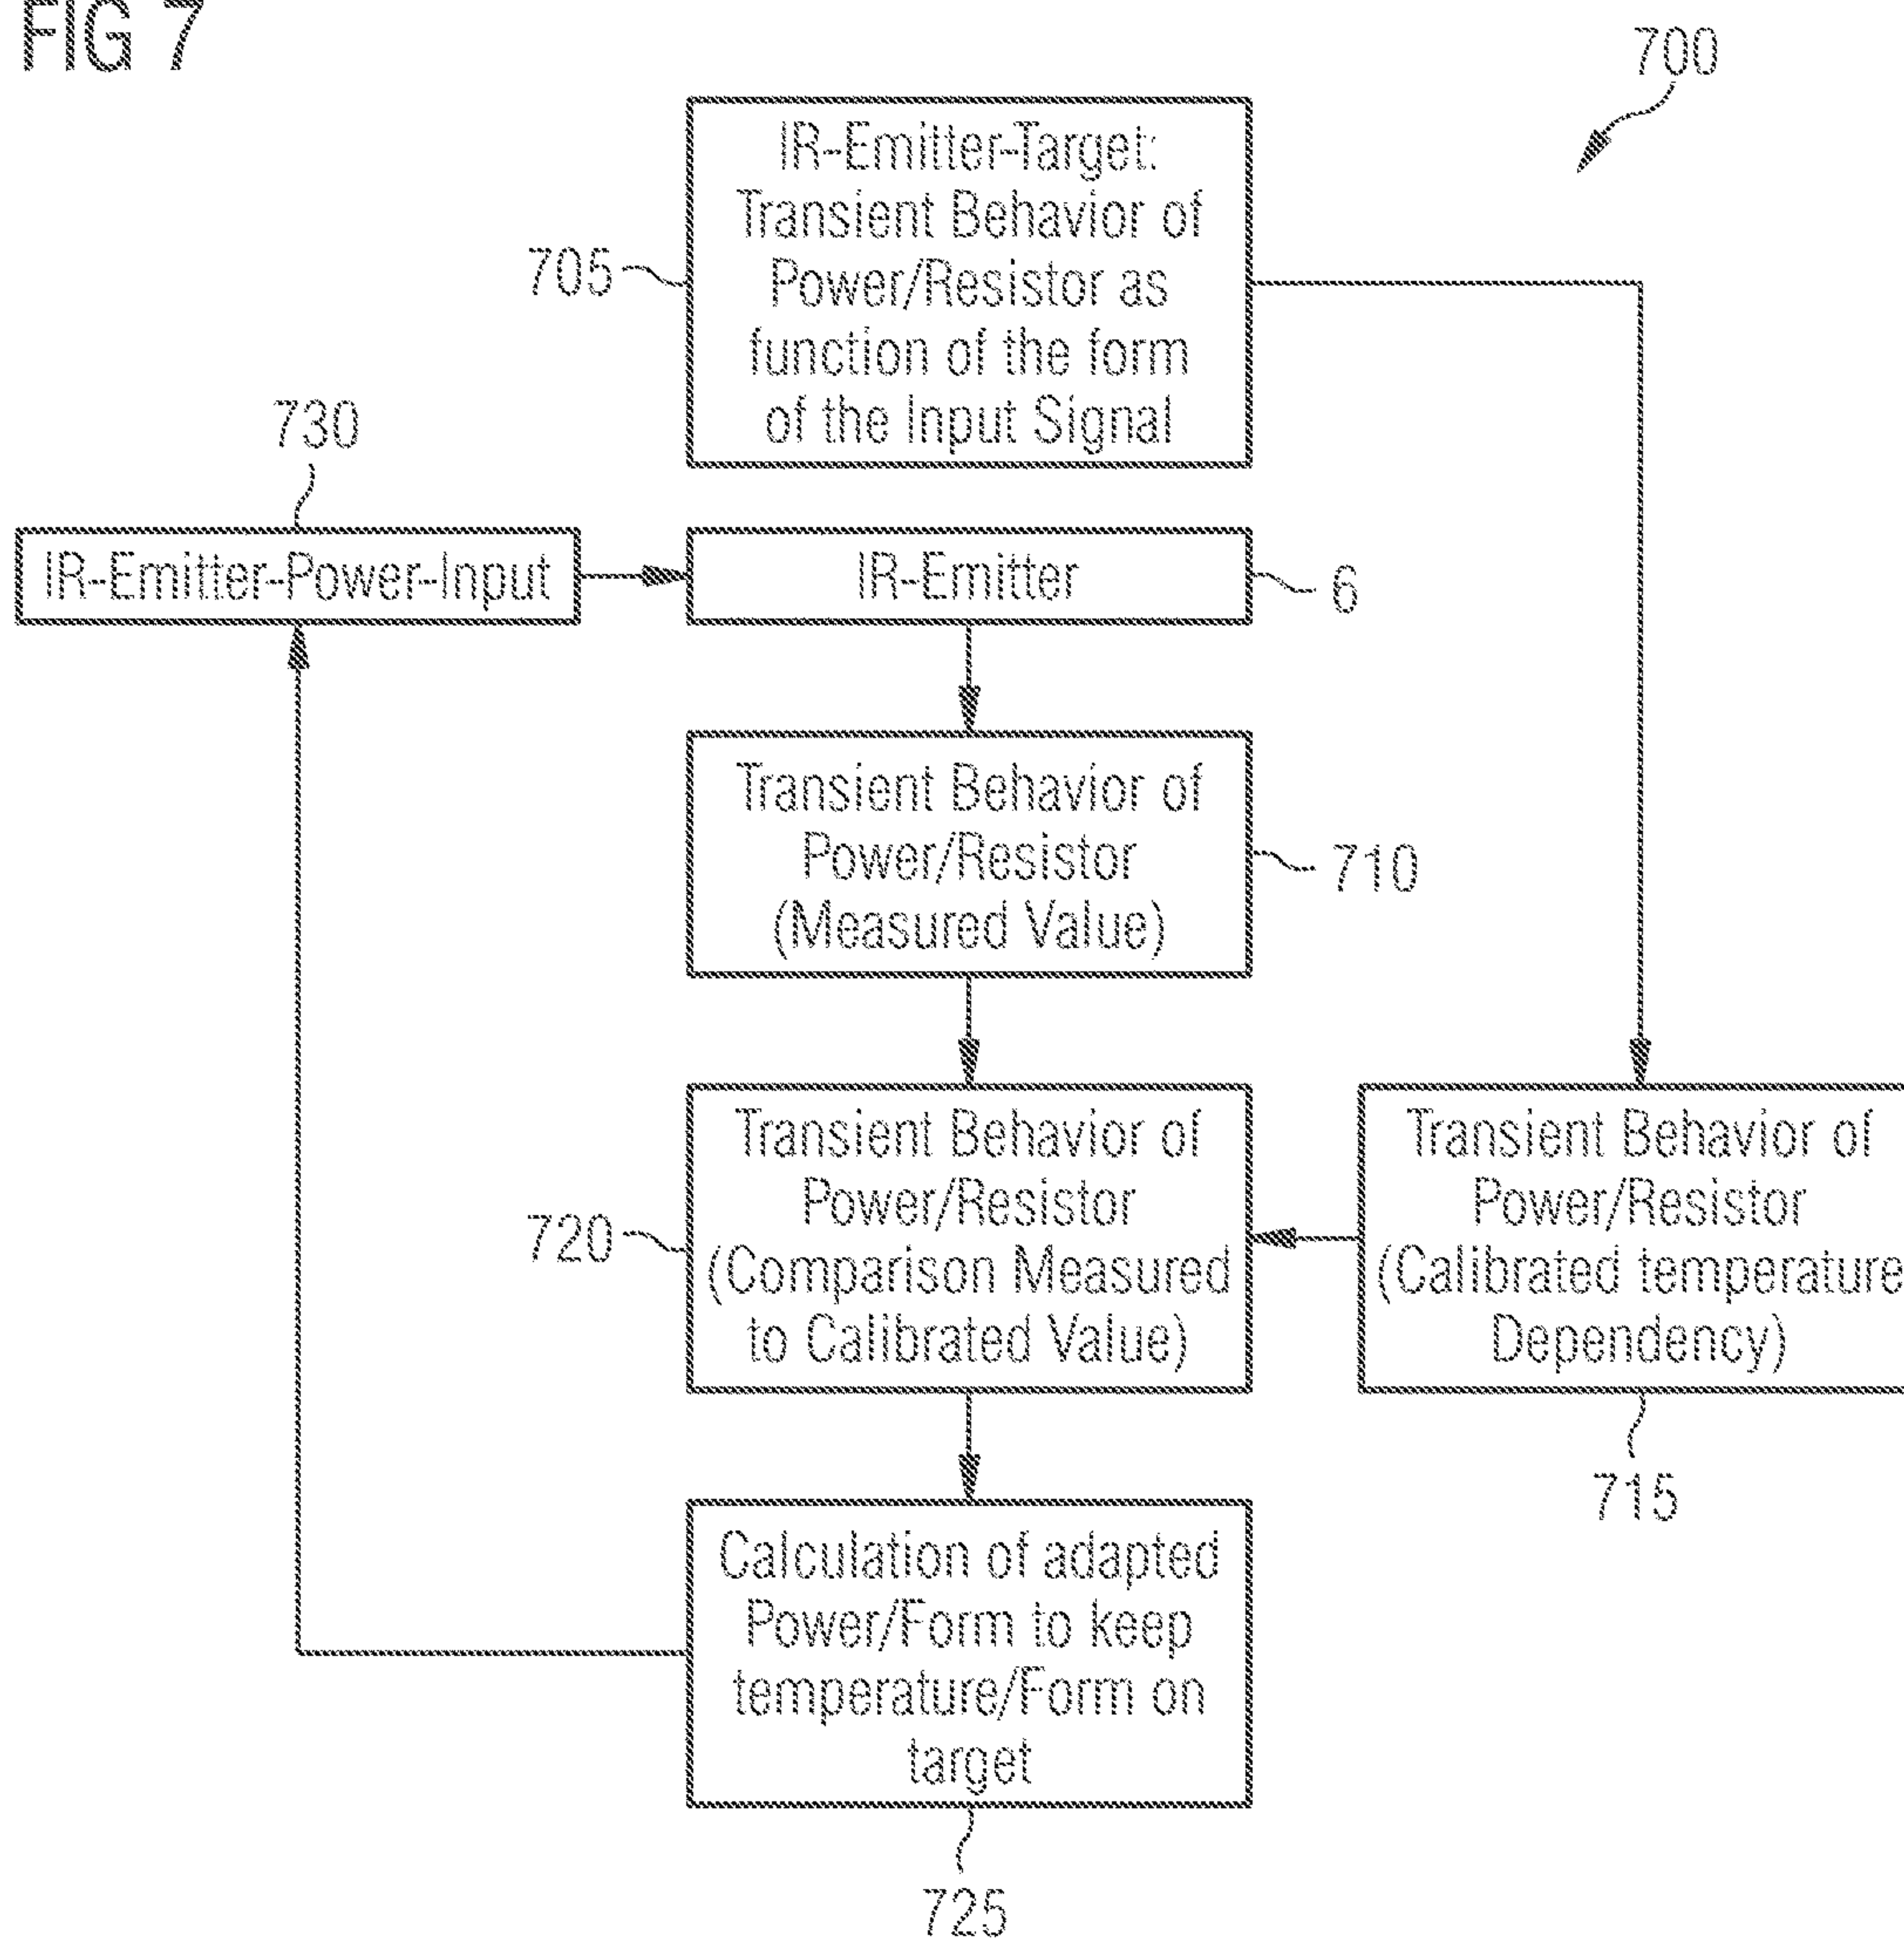 FIG 7
700
IR-Emitter-Target:
Transient Behavior of
Power/Resistor as
function of the form
of the Input Signal
705
730
IR-Emitter-Power-Input
IR-Emitter
6
Transient Behavior of
Power/Resistor
(Measured Value)
710
Transient Behavior of
Power/Resistor
(Comparison Measured
to Calibrated Value)
720
Transient Behavior of
Power/Resistor
(Calibrated temperature
Dependency)
715
Calculation of adapted
Power/Form to keep
temperature/Form on
target
725